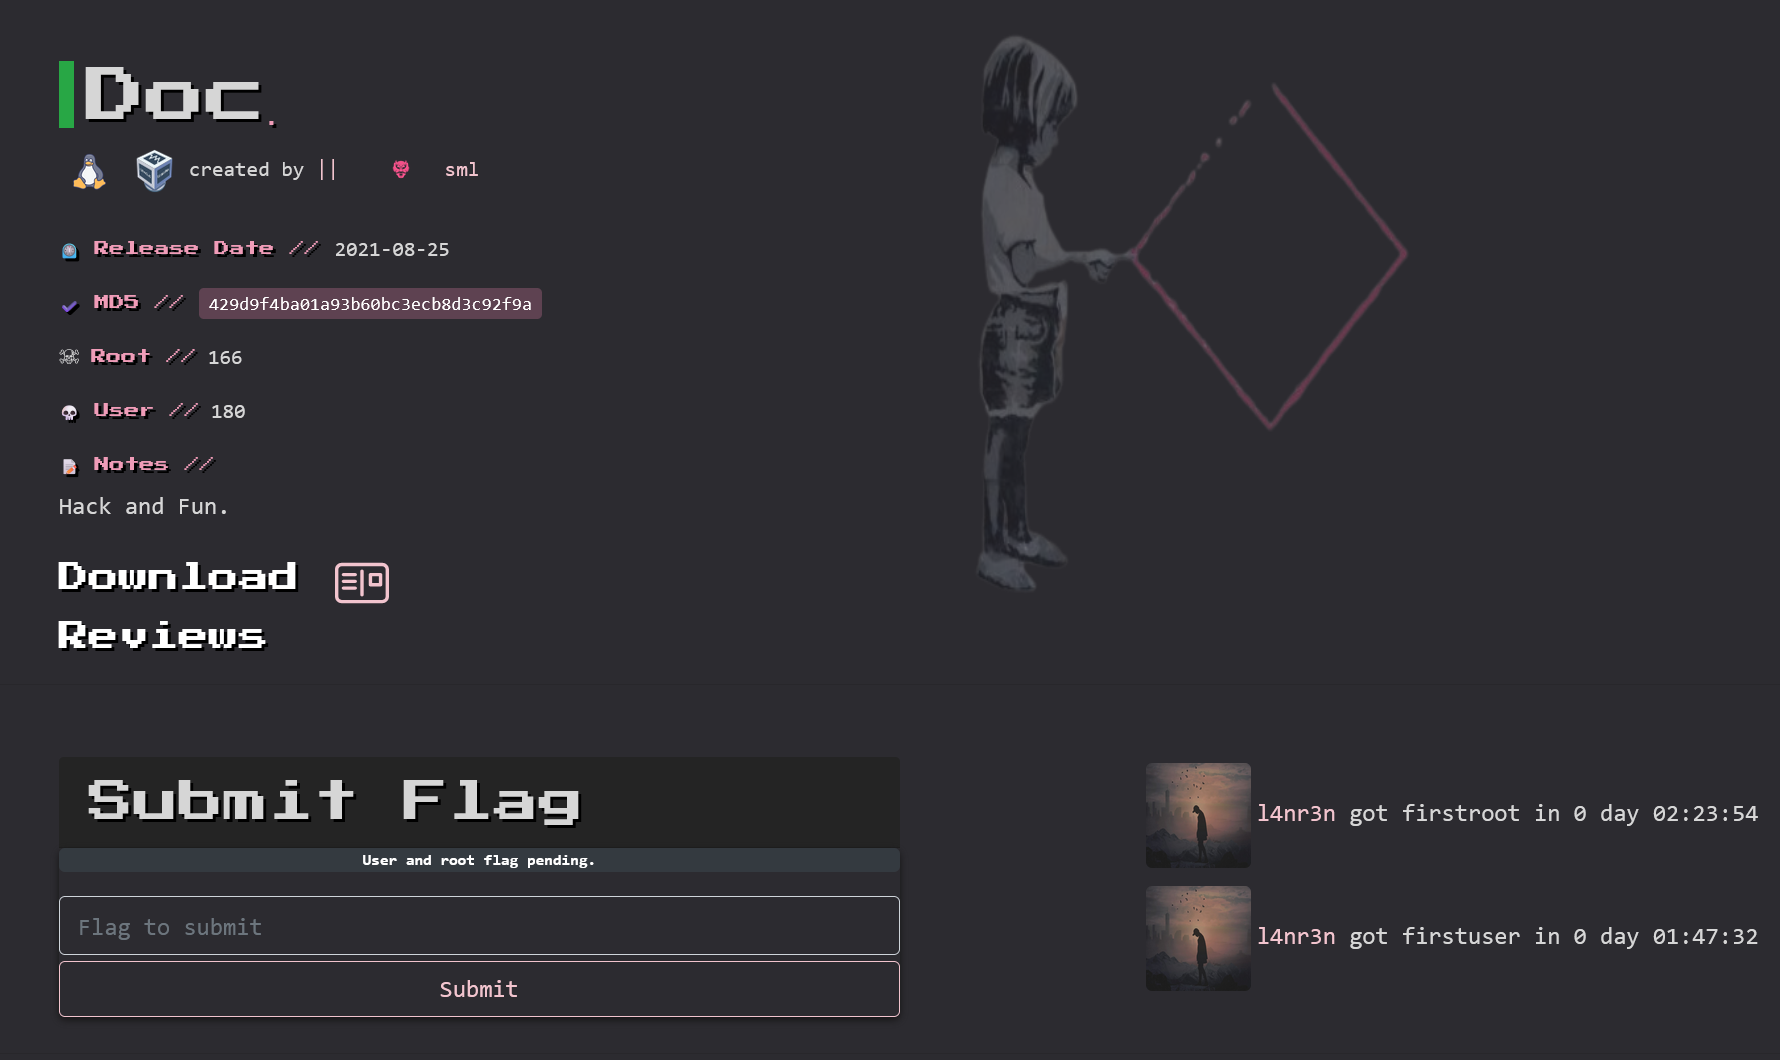 Doc.
created by || sml
Release Date // 2021-08-25
MD5 // 429d9f4ba01a93b60bc3ecb8d3c92f9a
Root // 166
User // 180
Notes //
Hack and Fun.
Download
Reviews
Submit Flag
User and root flag pending.
Flag to submit
Submit
l4nr3n got firstroot in 0 day 02:23:54
l4nr3n got firstuser in 0 day 01:47:32